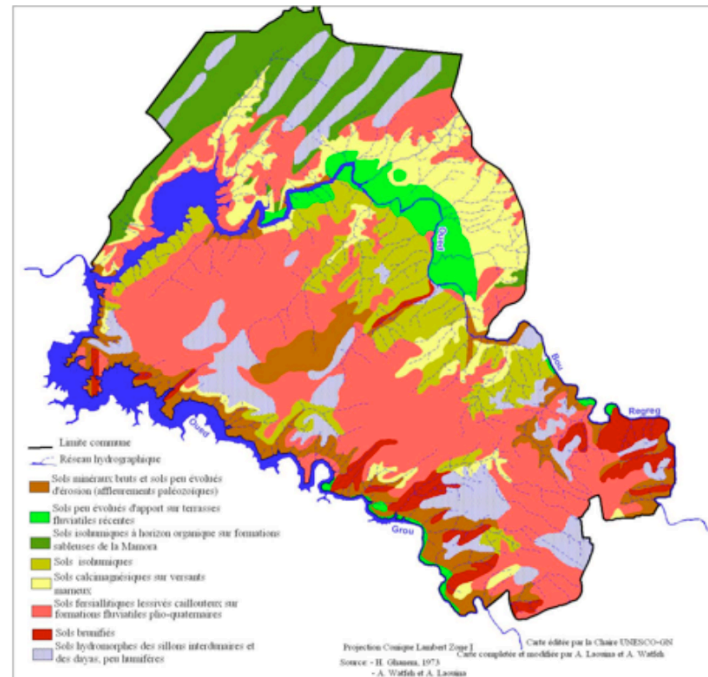 Oued
Bou
Regreg
Oued
Grou
Limite commune
Réseau hydrographique
Sols minéraux bruts et sols peu évolués
d'érosion (affleurements paléozoiques)
Sols peu évolués d'apport sur terrasses
fluviatiles récentes
Sols isohumiques à horizon organique sur formations
sableuses de la Mamora
Sols isohumiques
Sols calcimagnésiques sur versants
marneux
Sols fersiallitiques lessivés caillouteux sur
formations fluviatiles plio-quaternaires
Sols brunifiés
Sols hydromorphes des sillons interdunaires et
des dayas, peu humifères
Projection Conique Lambert Zone I
Carte éditée par la Chaire UNESCO-GN
Carte complétée et modifiée par A. Laouina et A. Watfeh
Source: - H. Ghanem, 1973
- A. Watfeh et A. Laouina